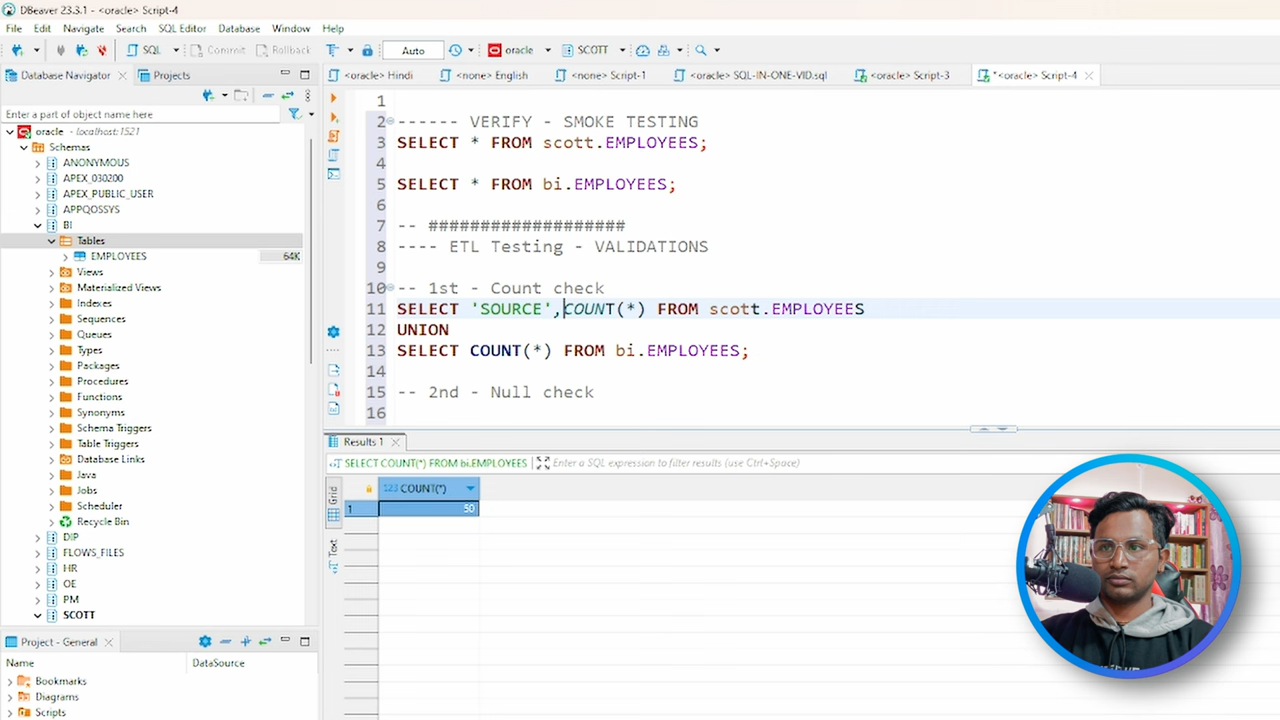 DBeaver 23.3.1 - <oracle> Script-4
File Edit Navigate Search SQL Editor Database Window Help
SQL Commit Rollback Auto oracle SCOTT
Database Navigator Projects
<oracle> Hindi <none> English <none> Script-1 <oracle> SQL-IN-ONE-VID.sql <oracle> Script-3 *<oracle> Script-4
Enter a part of object name here
oracle - localhost:1521
Schemas
ANONYMOUS
APEX_030200
APEX_PUBLIC_USER
APPQOSSYS
BI
Tables
EMPLOYEES 64K
Views
Materialized Views
Indexes
Sequences
Queues
Types
Packages
Procedures
Functions
Synonyms
Schema Triggers
Table Triggers
Database Links
Java
Jobs
Scheduler
Recycle Bin
DIP
FLOWS_FILES
HR
OE
PM
SCOTT
Project - General
Name DataSource
Bookmarks
Diagrams
Scripts
1
2 ------ VERIFY - SMOKE TESTING
3 SELECT * FROM scott.EMPLOYEES;
4
5 SELECT * FROM bi.EMPLOYEES;
6
7 -- ###################
8 ---- ETL Testing - VALIDATIONS
9
10 -- 1st - Count check
11 SELECT 'SOURCE',COUNT(*) FROM scott.EMPLOYEES
12 UNION
13 SELECT COUNT(*) FROM bi.EMPLOYEES;
14
15 -- 2nd - Null check
16
Results 1
SELECT COUNT(*) FROM bi.EMPLOYEES Enter a SQL expression to filter results (use Ctrl+Space)
Grid
Text
123 COUNT(*)
1 50